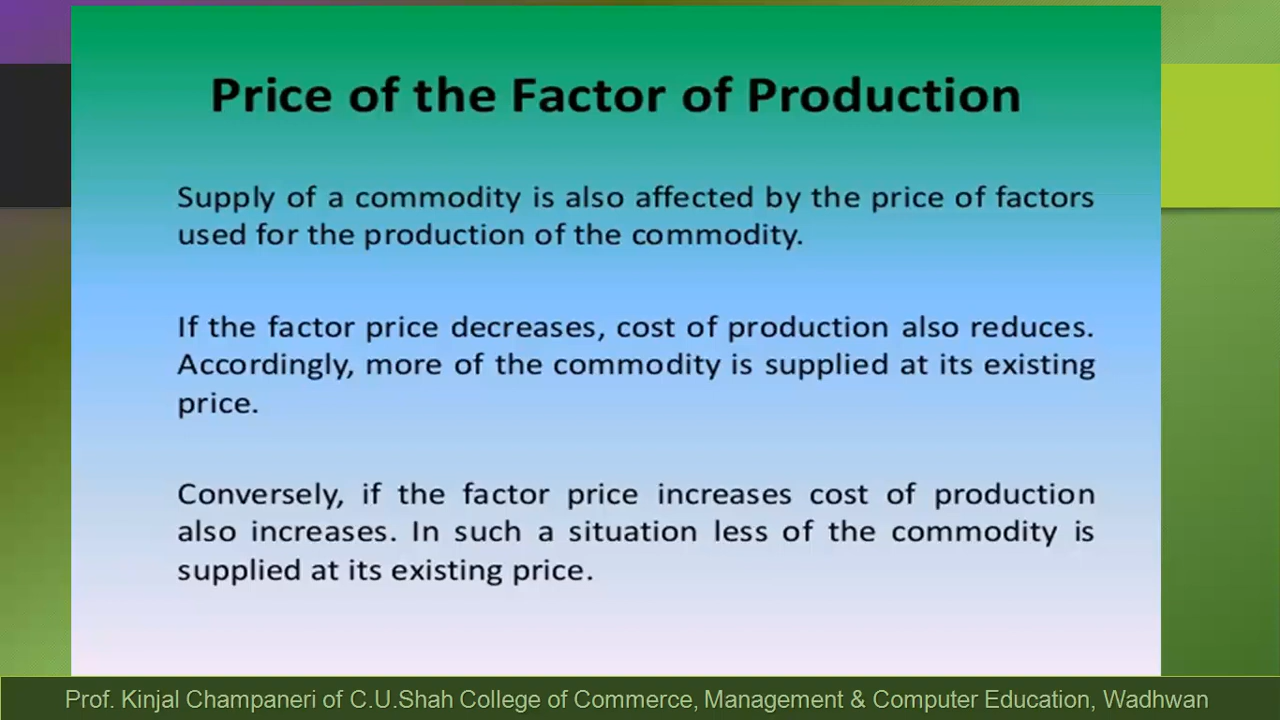 Price of the Factor of Production
Supply of a commodity is also affected by the price of factors
used for the production of the commodity.
If the factor price decreases, cost of production also reduces.
Accordingly, more of the commodity is supplied at its existing
price.
Conversely, if the factor price increases cost of production
also increases. In such a situation less of the commodity is
supplied at its existing price.
Prof. Kinjal Champaneri of C.U.Shah College of Commerce, Management & Computer Education, Wadhwan